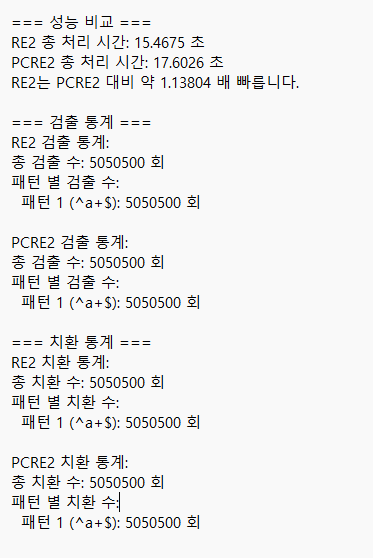 === 성능 비교 ===
RE2 총 처리 시간: 15.4675 초
PCRE2 총 처리 시간: 17.6026 초
RE2는 PCRE2 대비 약 1.13804 배 빠릅니다.
=== 검출 통계 ===
RE2 검출 통계:
총 검출 수: 5050500 회
패턴 별 검출 수:
패턴 1 (^a+$): 5050500 회
PCRE2 검출 통계:
총 검출 수: 5050500 회
패턴 별 검출 수:
패턴 1 (^a+$): 5050500 회
=== 치환 통계 ===
RE2 치환 통계:
총 치환 수: 5050500 회
패턴 별 치환 수:
패턴 1 (^a+$): 5050500 회
PCRE2 치환 통계:
총 치환 수: 5050500 회
패턴 별 치환 수:
패턴 1 (^a+$): 5050500 회